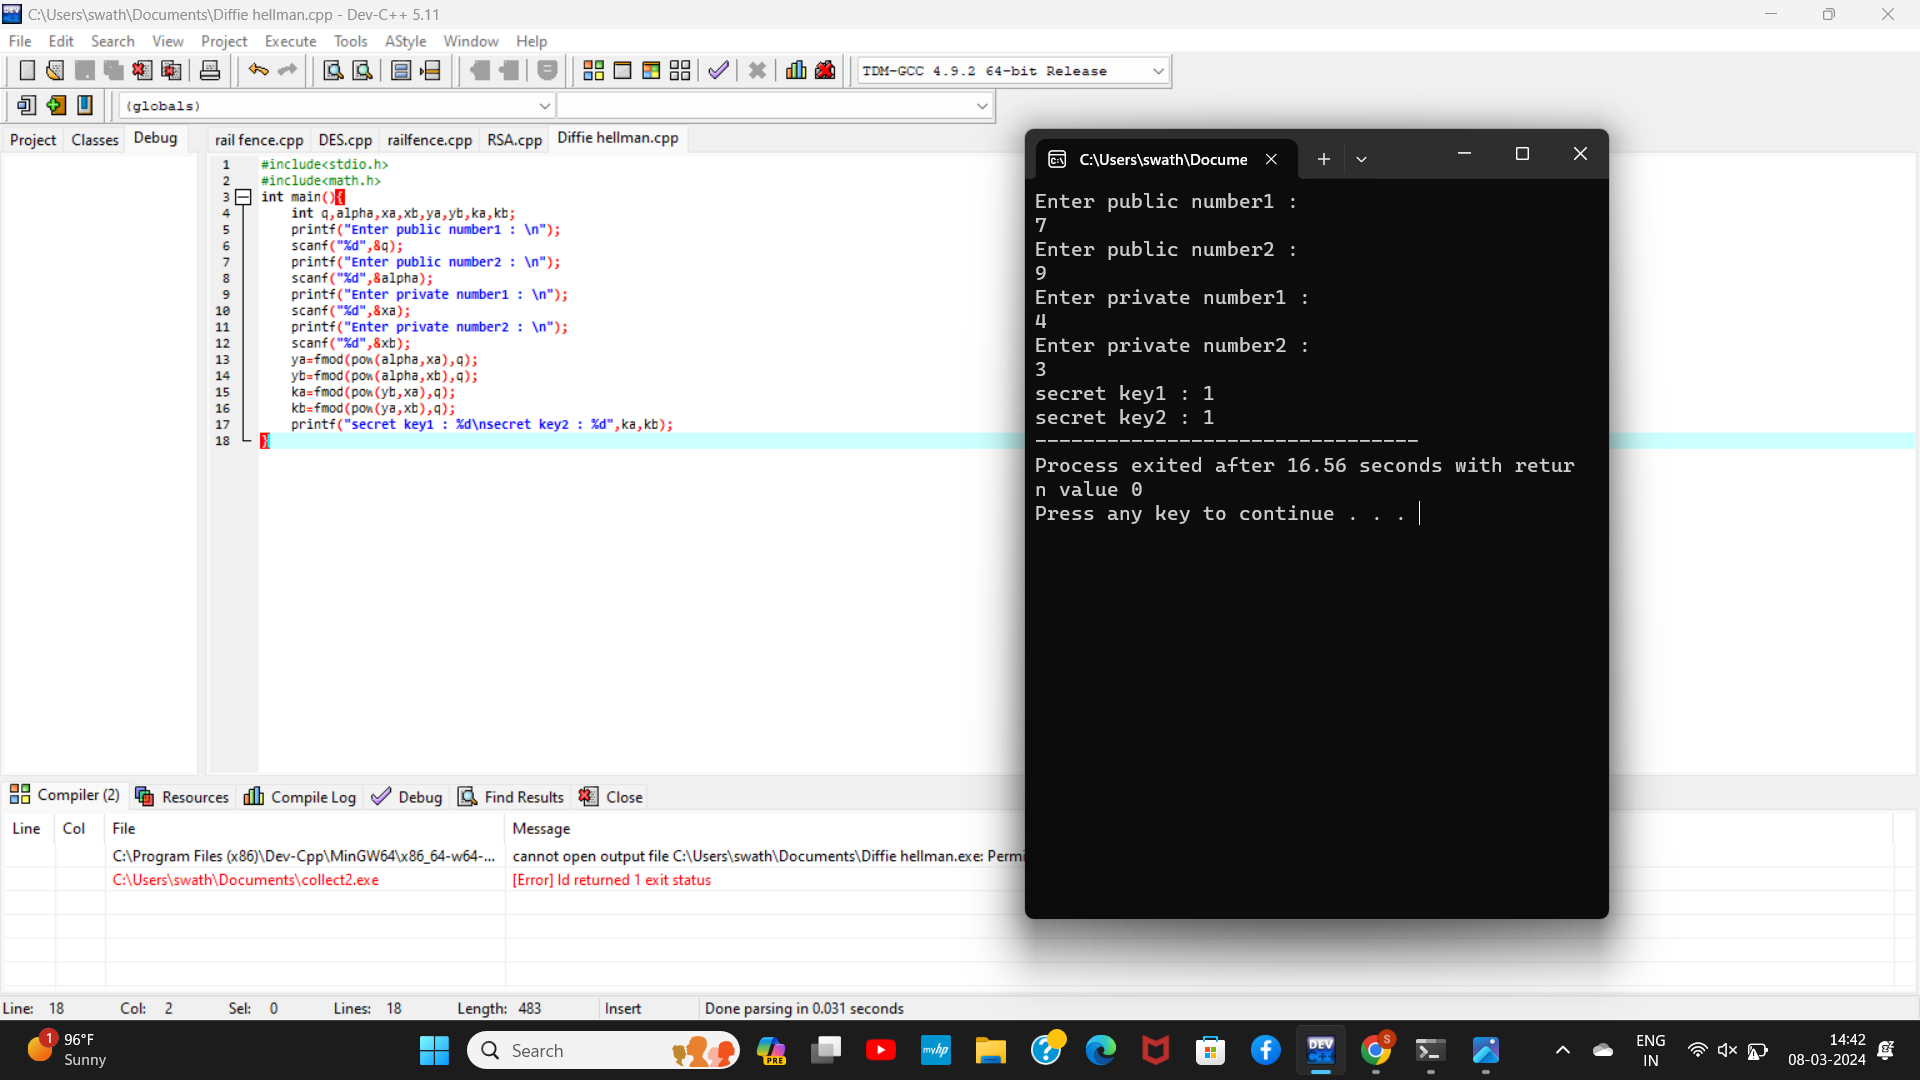 C:\Users\swath\Documents\Diffie hellman.cpp - Dev-C++ 5.11
File Edit Search View Project Execute Tools AStyle Window Help
TDM-GCC 4.9.2 64-bit Release
(globals)
Project Classes Debug rail fence.cpp DES.cpp railfence.cpp RSA.cpp Diffie hellman.cpp
1 #include<stdio.h>
2 #include<math.h>
3 int main(){
4 int q,alpha,xa,xb,ya,yb,ka,kb;
5 printf("Enter public number1 : \n");
6 scanf("%d",&q);
7 printf("Enter public number2 : \n");
8 scanf("%d",&alpha);
9 printf("Enter private number1 : \n");
10 scanf("%d",&xa);
11 printf("Enter private number2 : \n");
12 scanf("%d",&xb);
13 ya=fmod(pow(alpha,xa),q);
14 yb=fmod(pow(alpha,xb),q);
15 ka=fmod(pow(yb,xa),q);
16 kb=fmod(pow(ya,xb),q);
17 printf("secret key1 : %d\nsecret key2 : %d",ka,kb);
18 }
C:\Users\swath\Docume
Enter public number1 :
7
Enter public number2 :
9
Enter private number1 :
4
Enter private number2 :
3
secret key1 : 1
secret key2 : 1
--------------------------------
Process exited after 16.56 seconds with retur
n value 0
Press any key to continue . . .
Compiler (2) Resources Compile Log Debug Find Results Close
Line Col File Message
C:\Program Files (x86)\Dev-Cpp\MinGW64\x86_64-w64-... cannot open output file C:\Users\swath\Documents\Diffie hellman.exe: Permi
C:\Users\swath\Documents\collect2.exe [Error] ld returned 1 exit status
Line: 18 Col: 2 Sel: 0 Lines: 18 Length: 483 Insert Done parsing in 0.031 seconds
1 96°F
Sunny
Search
PRE
myhp
DEV C++
S
ENG
IN
14:42
08-03-2024